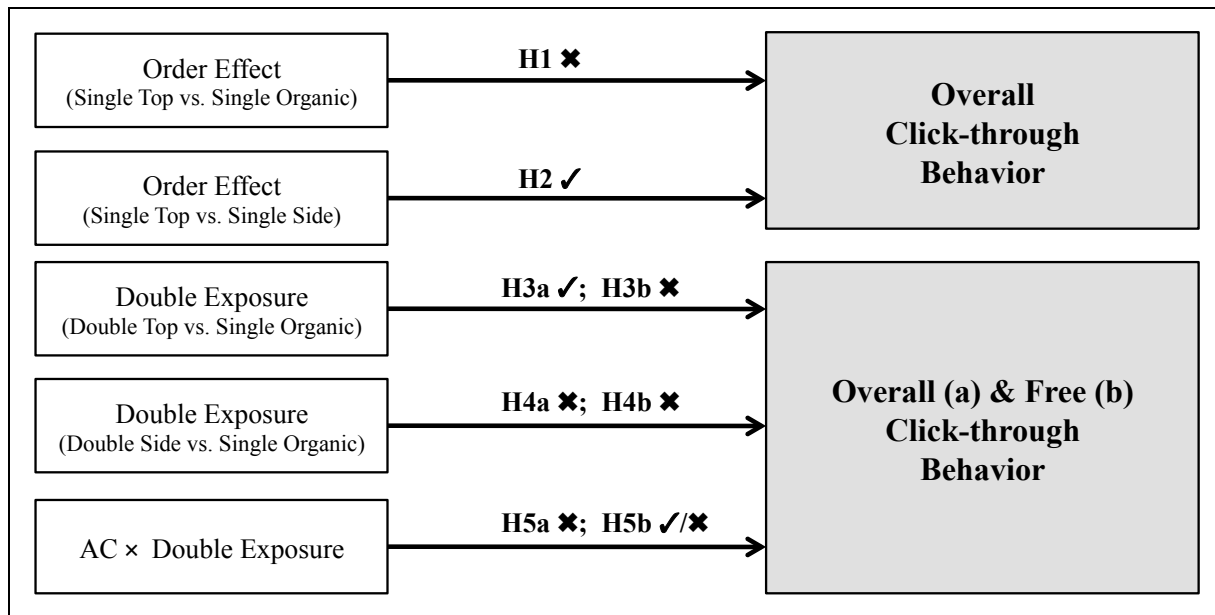 Order Effect
(Single Top vs. Single Organic)
H1 ✖
Order Effect
(Single Top vs. Single Side)
H2 ✓
Overall
Click-through
Behavior
Double Exposure
(Double Top vs. Single Organic)
H3a ✓; H3b ✖
Double Exposure
(Double Side vs. Single Organic)
H4a ✖; H4b ✖
AC × Double Exposure
H5a ✖; H5b ✓/✖
Overall (a) & Free (b)
Click-through
Behavior